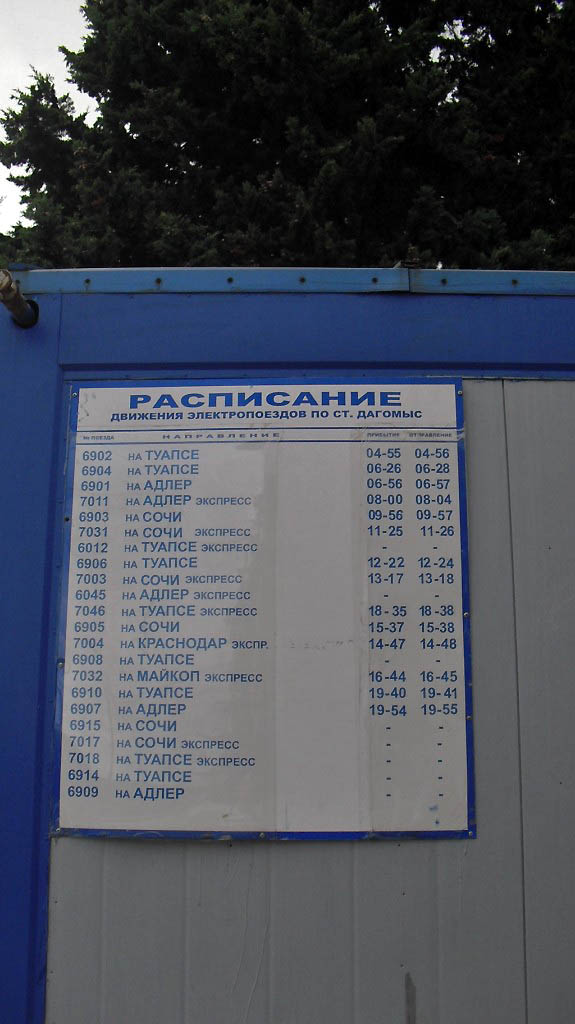 РАСПИСАНИЕ
ДВИЖЕНИЯ ЭЛЕКТРОПОЕЗДОВ ПО СТ. ДАГОМЫС
№ ПОЕЗДА НАПРАВЛЕНИЕ ПРИБЫТИЕ ОТПРАВЛЕНИЕ
6902 НА ТУАПСЕ 04-55 04-56
6904 НА ТУАПСЕ 06-26 06-28
6901 НА АДЛЕР 06-56 06-57
7011 НА АДЛЕР ЭКСПРЕСС 08-00 08-04
6903 НА СОЧИ 09-56 09-57
7031 НА СОЧИ ЭКСПРЕСС 11-25 11-26
6012 НА ТУАПСЕ ЭКСПРЕСС - -
6906 НА ТУАПСЕ 12-22 12-24
7003 НА СОЧИ ЭКСПРЕСС 13-17 13-18
6045 НА АДЛЕР ЭКСПРЕСС - -
7046 НА ТУАПСЕ ЭКСПРЕСС 18-35 18-38
6905 НА СОЧИ 15-37 15-38
7004 НА КРАСНОДАР ЭКСПР. 14-47 14-48
6908 НА ТУАПСЕ - -
7032 НА МАЙКОП ЭКСПРЕСС 16-44 16-45
6910 НА ТУАПСЕ 19-40 19-41
6907 НА АДЛЕР 19-54 19-55
6915 НА СОЧИ - -
7017 НА СОЧИ ЭКСПРЕСС - -
7018 НА ТУАПСЕ ЭКСПРЕСС - -
6914 НА ТУАПСЕ - -
6909 НА АДЛЕР - -